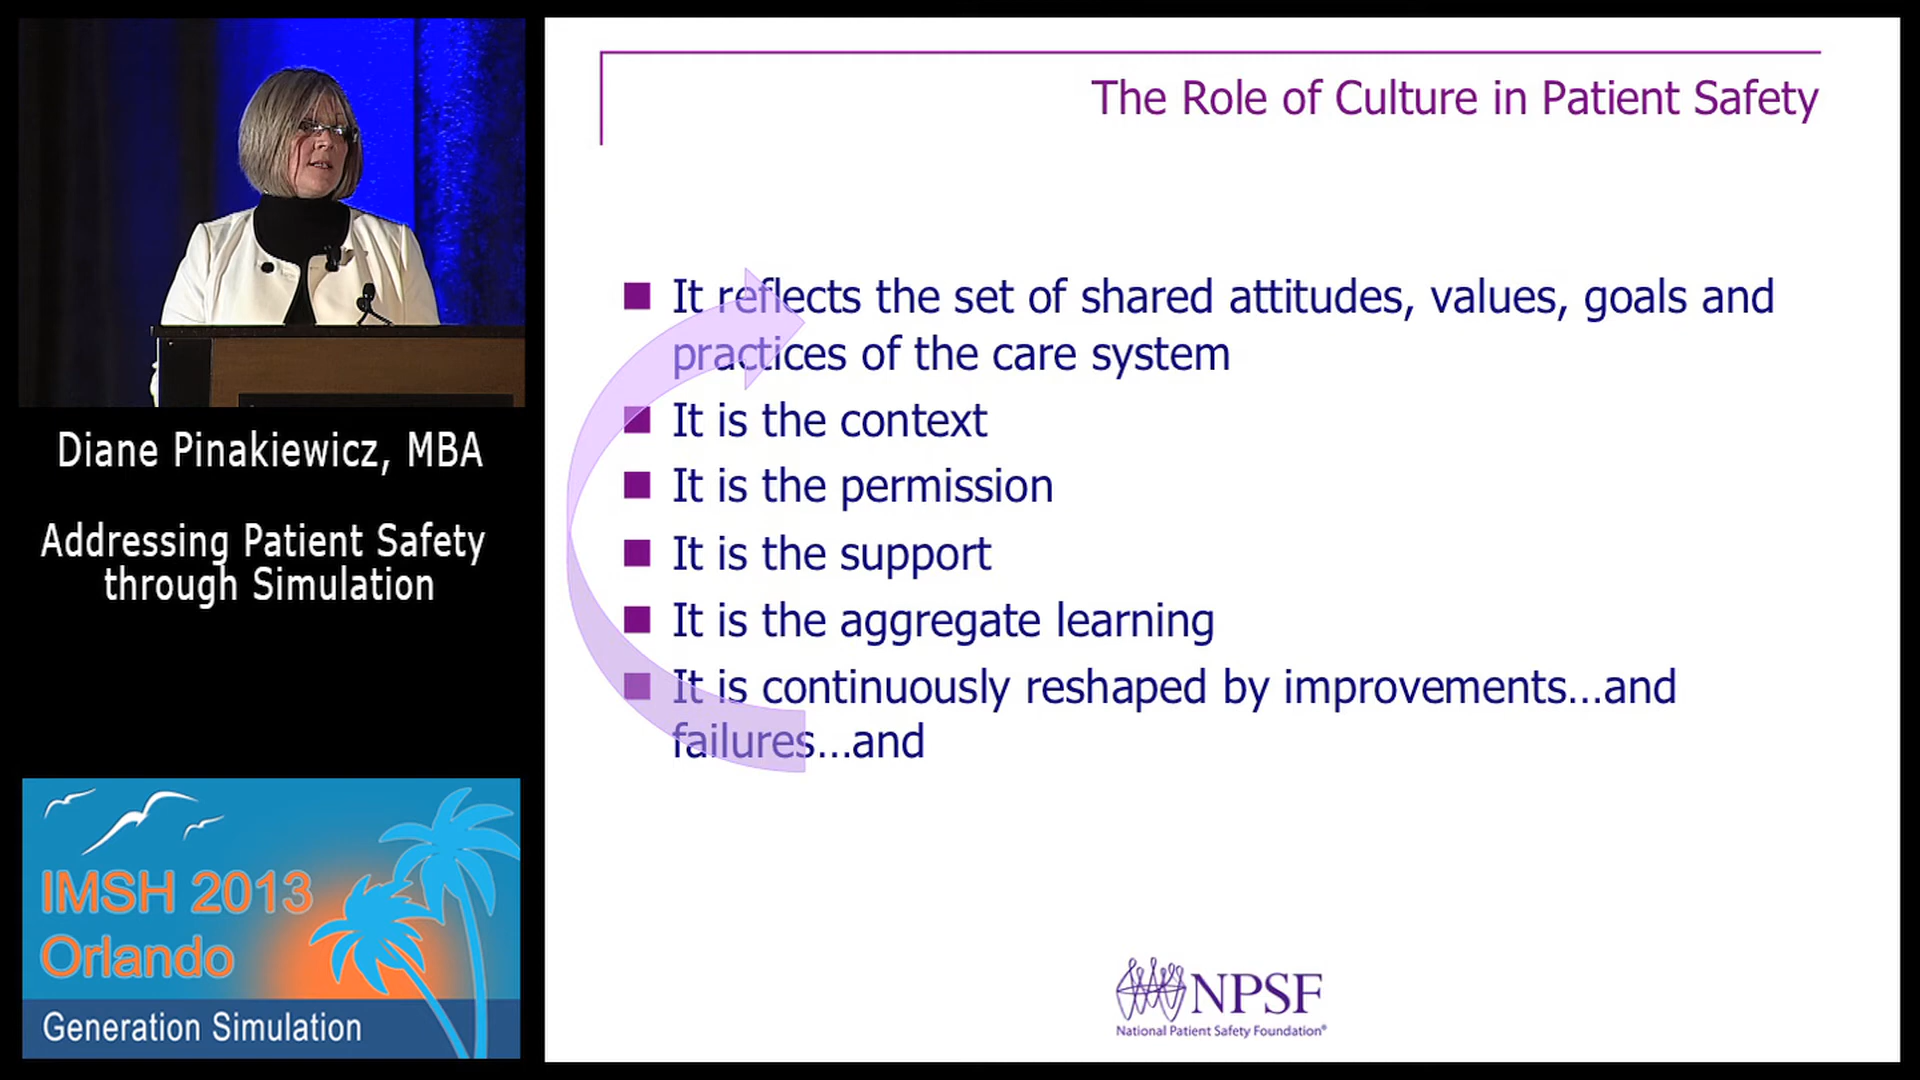 Diane Pinakiewicz, MBA
Addressing Patient Safety
through Simulation
IMSH 2013
Orlando
Generation Simulation
The Role of Culture in Patient Safety
It reflects the set of shared attitudes, values, goals and
practices of the care system
It is the context
It is the permission
It is the support
It is the aggregate learning
It is continuously reshaped by improvements...and
failures...and
NPSF
National Patient Safety Foundation®